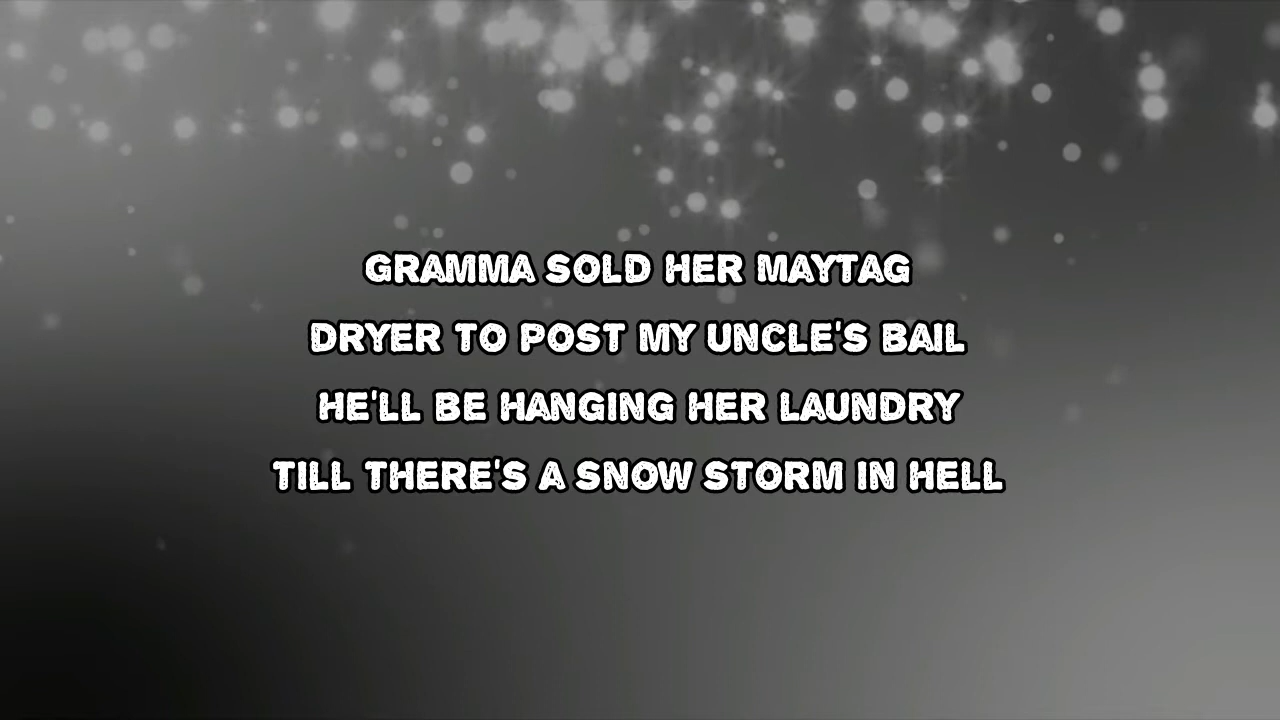 GRAMMA SOLD HER MAYTAG
DRYER TO POST MY UNCLE'S BAIL
HE'LL BE HANGING HER LAUNDRY
TILL THERE'S A SNOW STORM IN HELL